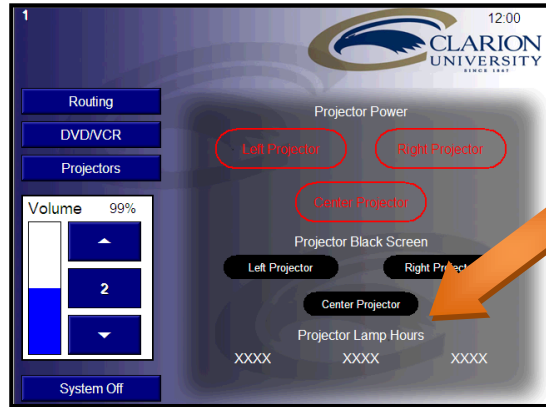 1
12:00
CLARION
UNIVERSITY
SINCE 1867
Routing
DVD/VCR
Projectors
Volume 99%
2
System Off
Projector Power
Left Projector Right Projector
Center Projector
Projector Black Screen
Left Projector Right
Center Projector
Projector Lamp Hours
XXXX XXXX XXXX